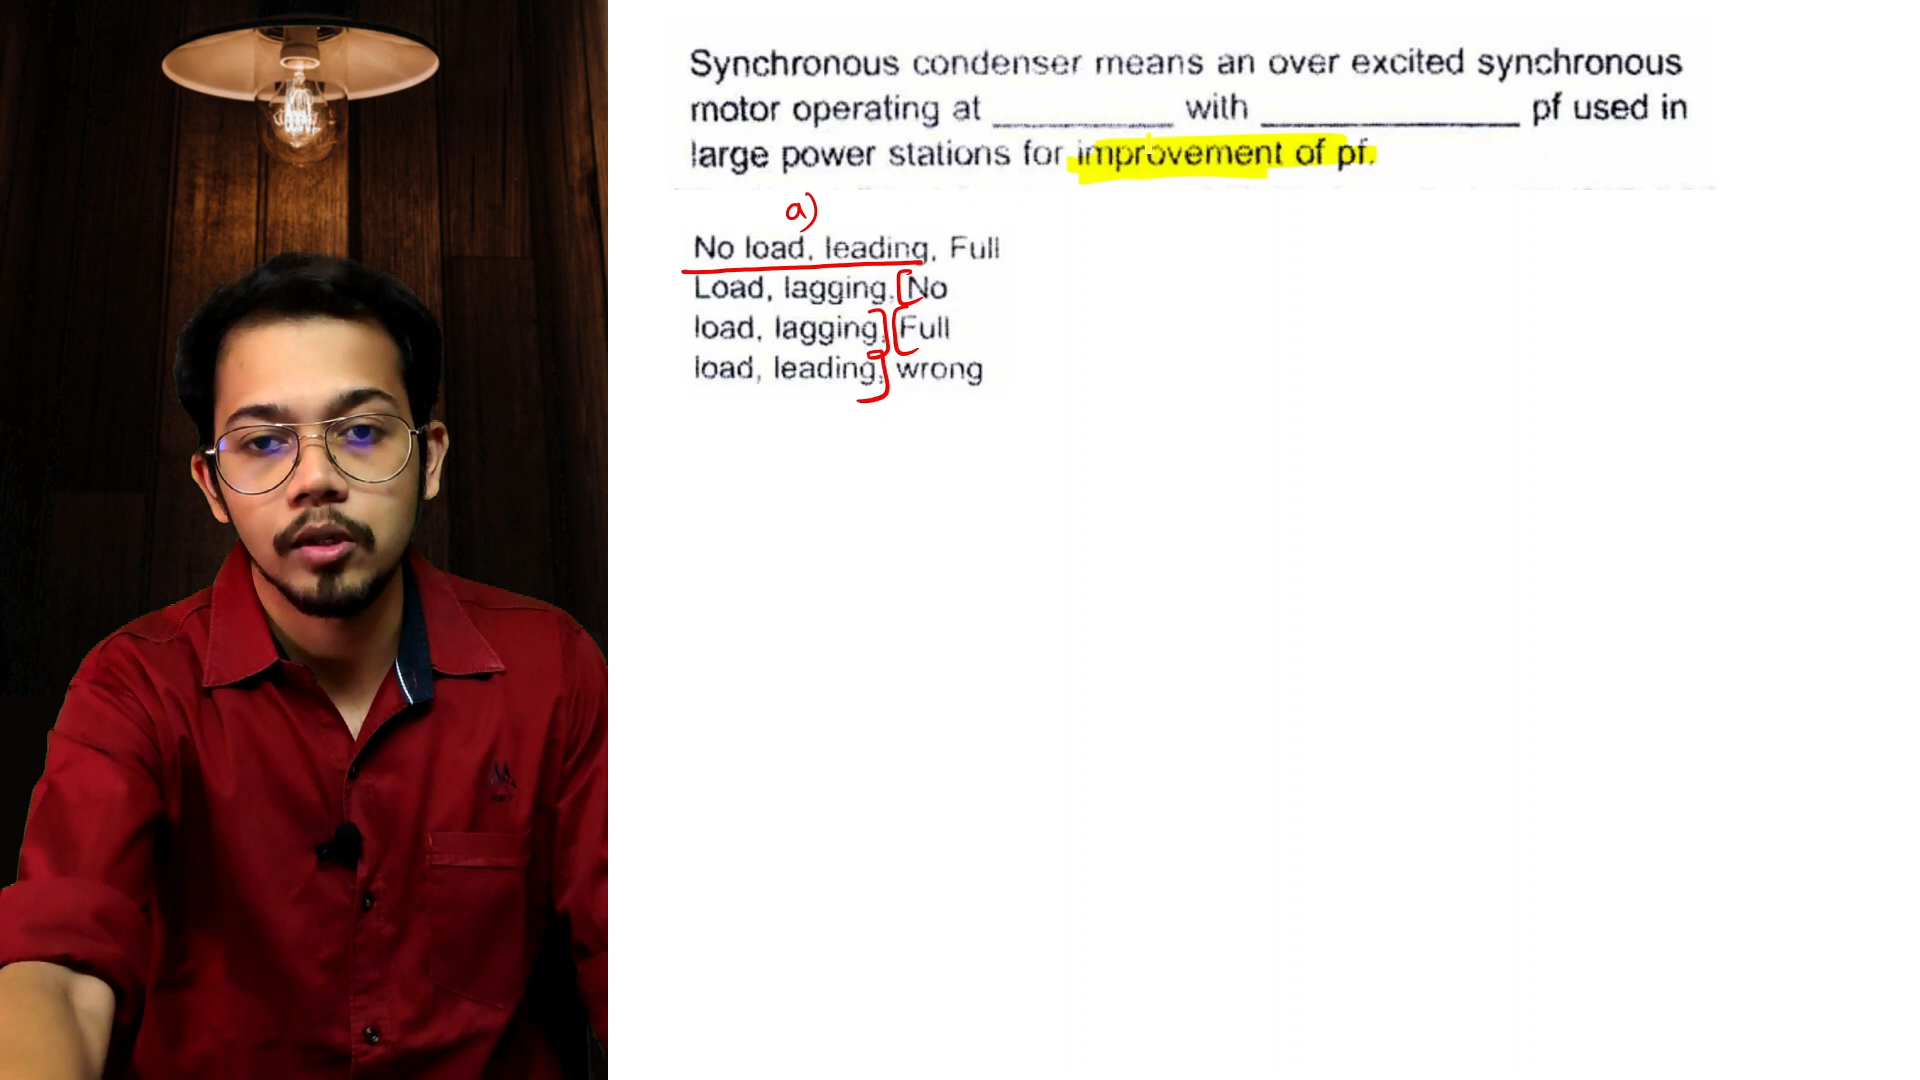 Synchronous condenser means an over excited synchronous
motor operating at __________ with ______________ pf used in
large power stations for improvement of pf.
a)
No load, leading, Full
Load, lagging, No
load, lagging, Full
load, leading, wrong